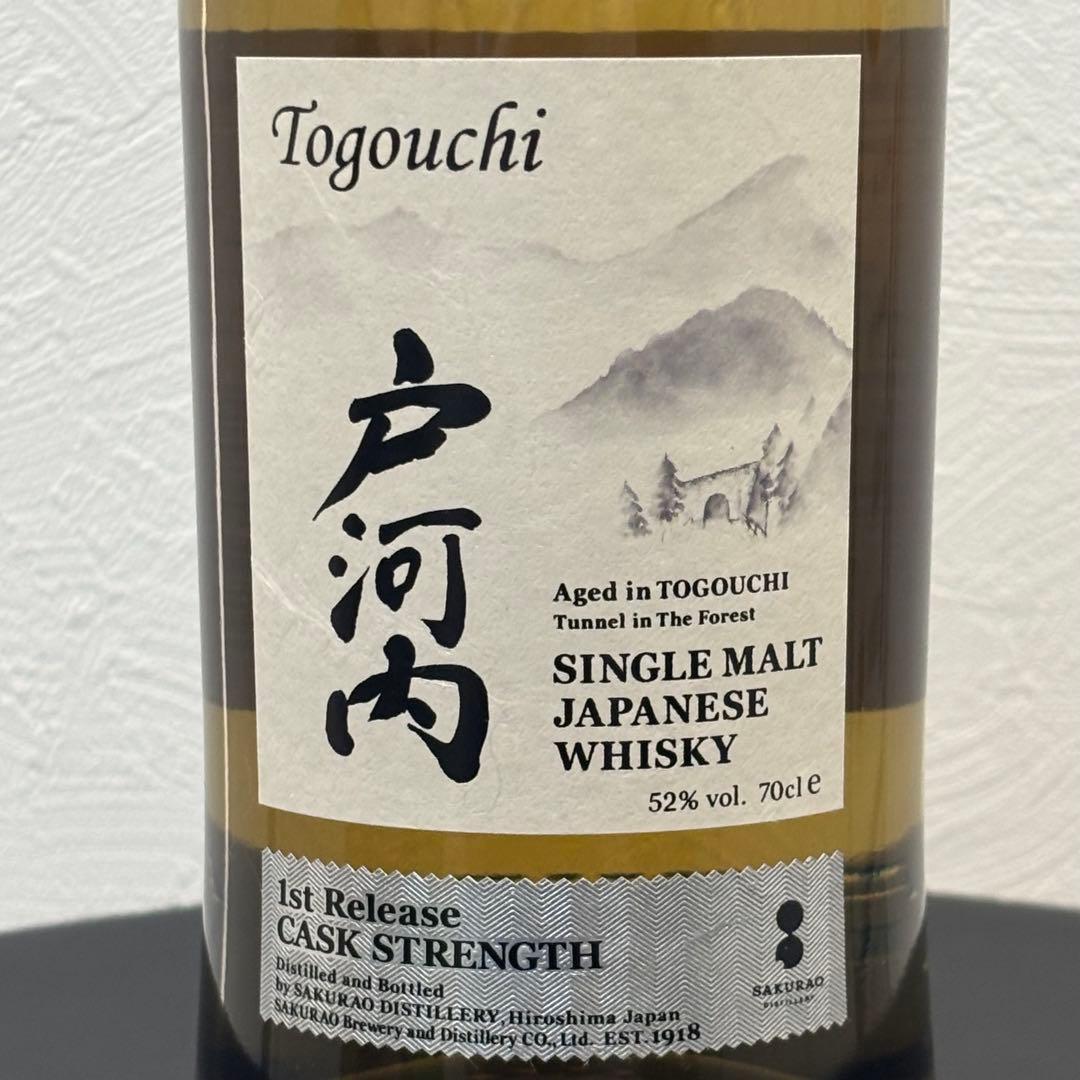 Togouchi
戸河内
Aged in TOGOUCHI
Tunnel in The Forest
SINGLE MALT
JAPANESE
WHISKY
52% vol. 70cl e
1st Release
CASK STRENGTH
Distilled and Bottled
by SAKURAO DISTILLERY, Hiroshima Japan
SAKURAO Brewery and Distillery CO., Ltd. EST.1918
SAKURAO
DISTILLERY